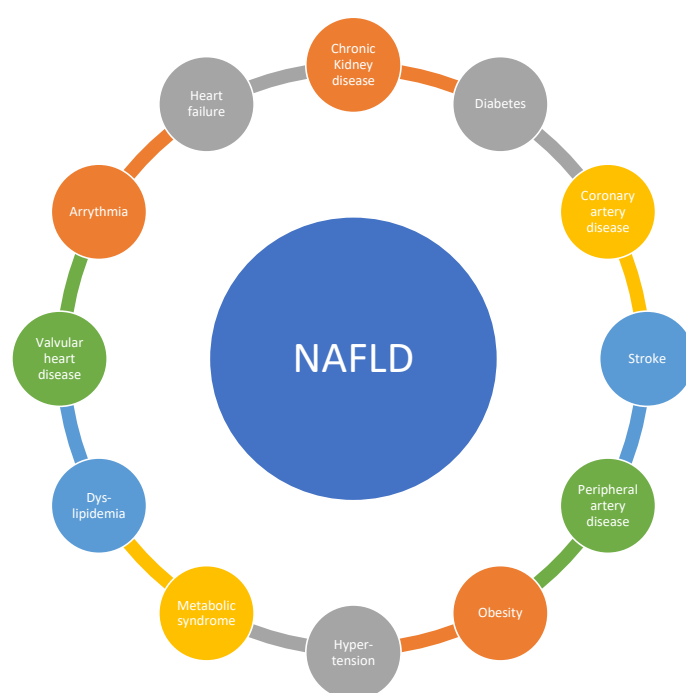 Chronic
Kidney
disease
Diabetes
Coronary
artery
disease
Stroke
Peripheral
artery
disease
Obesity
Hyper-
tension
Metabolic
syndrome
Dys-
lipidemia
Valvular
heart
disease
Arrythmia
Heart
failure
NAFLD